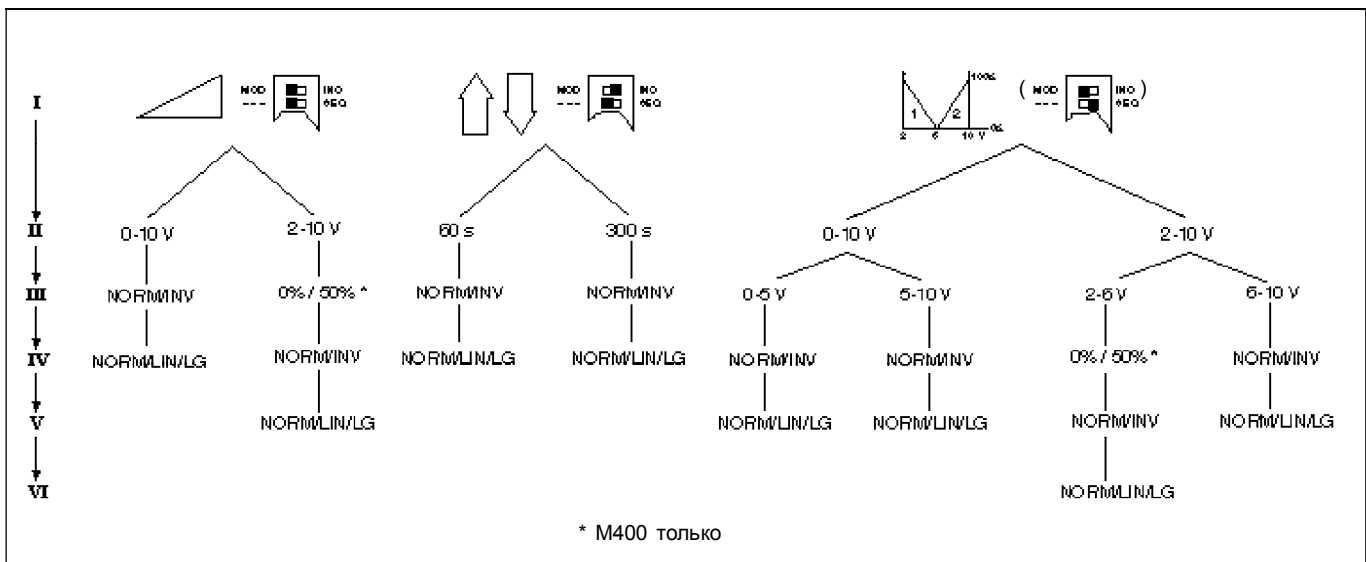 I MOD INC --- SEQ MOD INC --- SEQ 100% 1 2 0% 2 6 10 V ( MOD INC ) --- SEQ
II 0-10 V 2-10 V 60 s 300 s 0-10 V 2-10 V
III NORM/INV 0% / 50% * NORM/INV NORM/INV 0-5 V 5-10 V 2-6 V 6-10 V
IV NORM/LIN/LG NORM/INV NORM/LIN/LG NORM/LIN/LG NORM/INV NORM/INV 0% / 50% * NORM/INV
V NORM/LIN/LG NORM/LIN/LG NORM/LIN/LG NORM/INV NORM/LIN/LG
VI NORM/LIN/LG
* M400 только